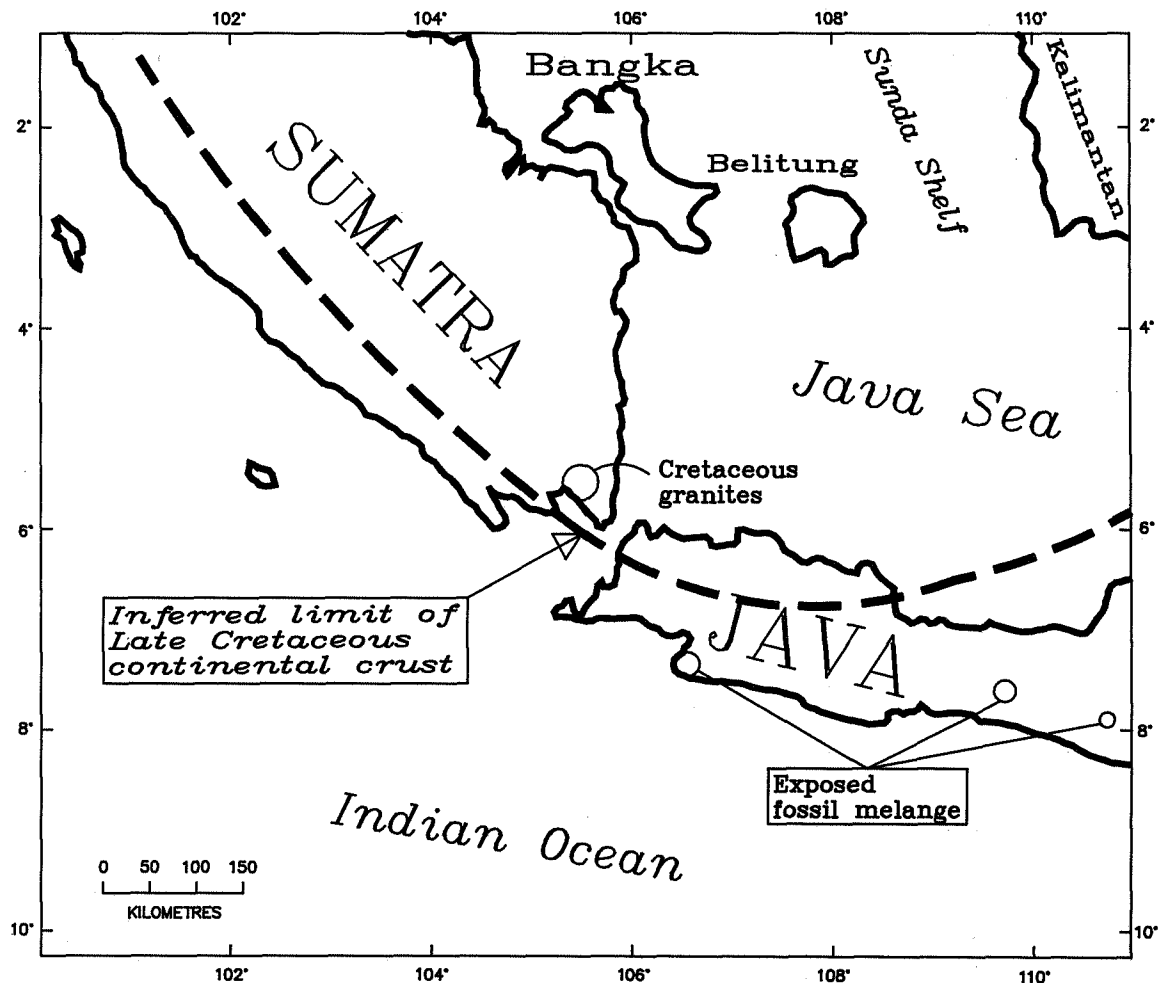 102° 104° 106° 108° 110°
Bangka
Sunda Shelf
Kalimantan
2° 2°
SUMATRA
Belitung
4° 4°
Java Sea
Cretaceous
granites
6° 6°
Inferred limit of
Late Cretaceous
continental crust
JAVA
8° 8°
Exposed
fossil melange
Indian Ocean
0 50 100 150
KILOMETRES
10° 10°
102° 104° 106° 108° 110°